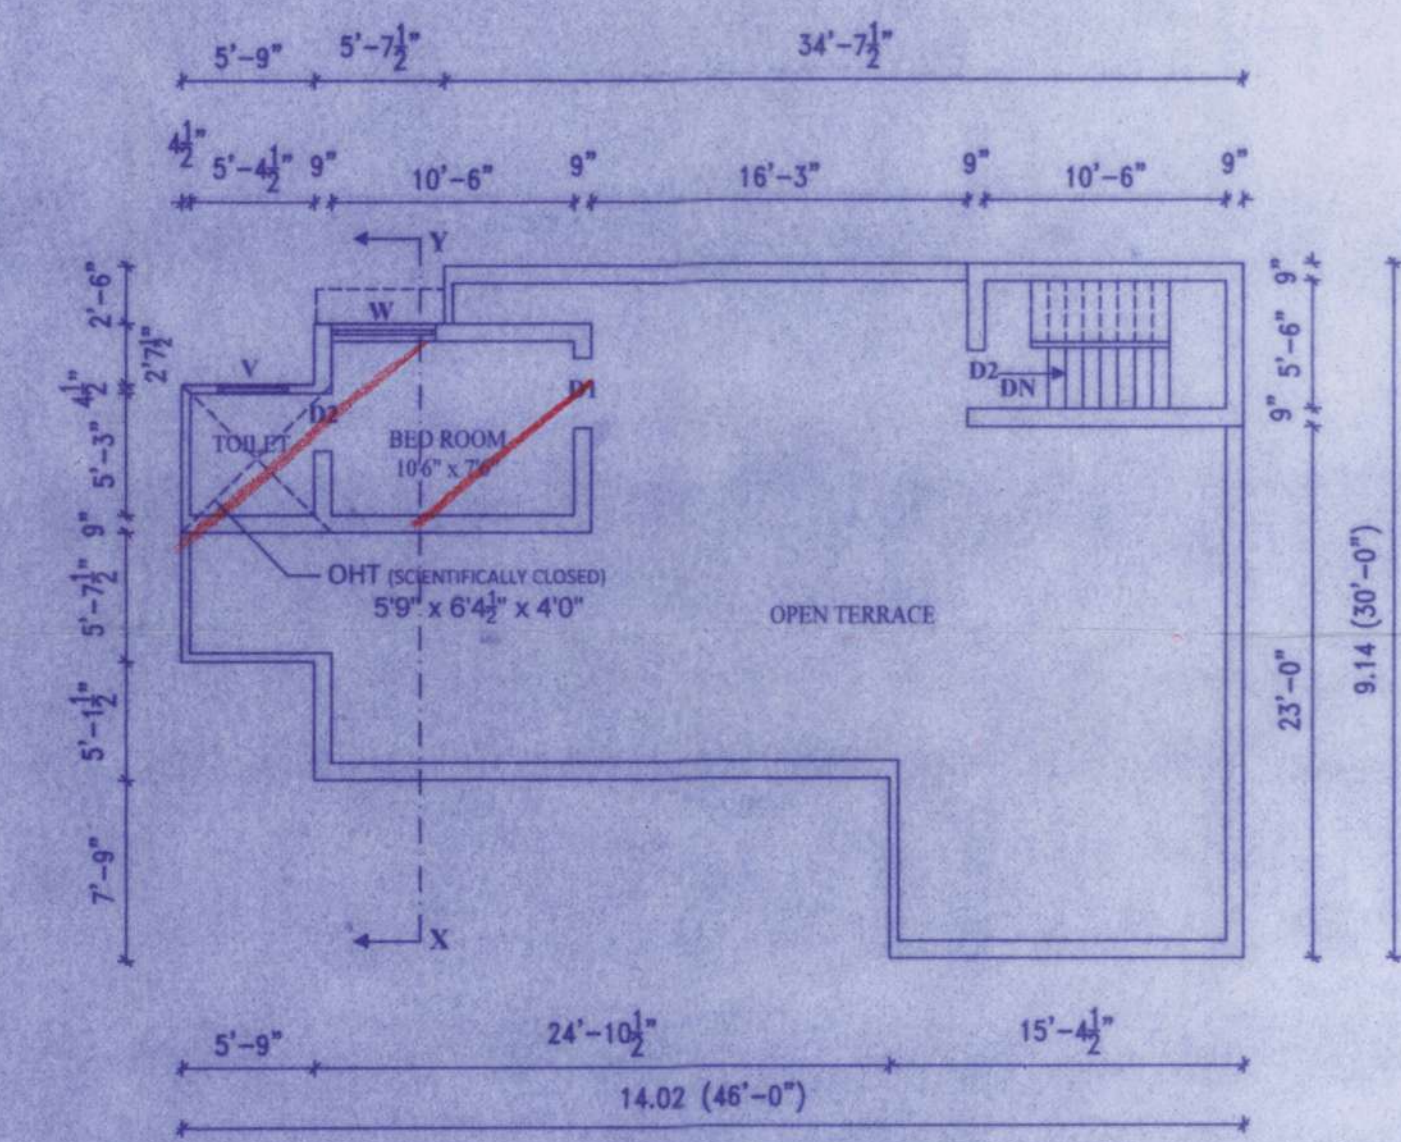 5'-9" 5'-7½" 34'-7½"
4½" 5'-4½" 9" 10'-6" 9" 16'-3" 9" 10'-6" 9"
Y
2'-6"
W
9"
2'7½"
5'-6"
V
D2
DN
D1
4½"
9"
D2
TOILET
BED ROOM
10'6" x 7'6"
5'-3"
9"
OHT (SCIENTIFICALLY CLOSED)
5'9" x 6'4½" x 4'0"
5'-7½"
OPEN TERRACE
9.14 (30'-0")
23'-0"
5'-1½"
7'-9"
X
5'-9" 24'-10½" 15'-4½"
14.02 (46'-0")